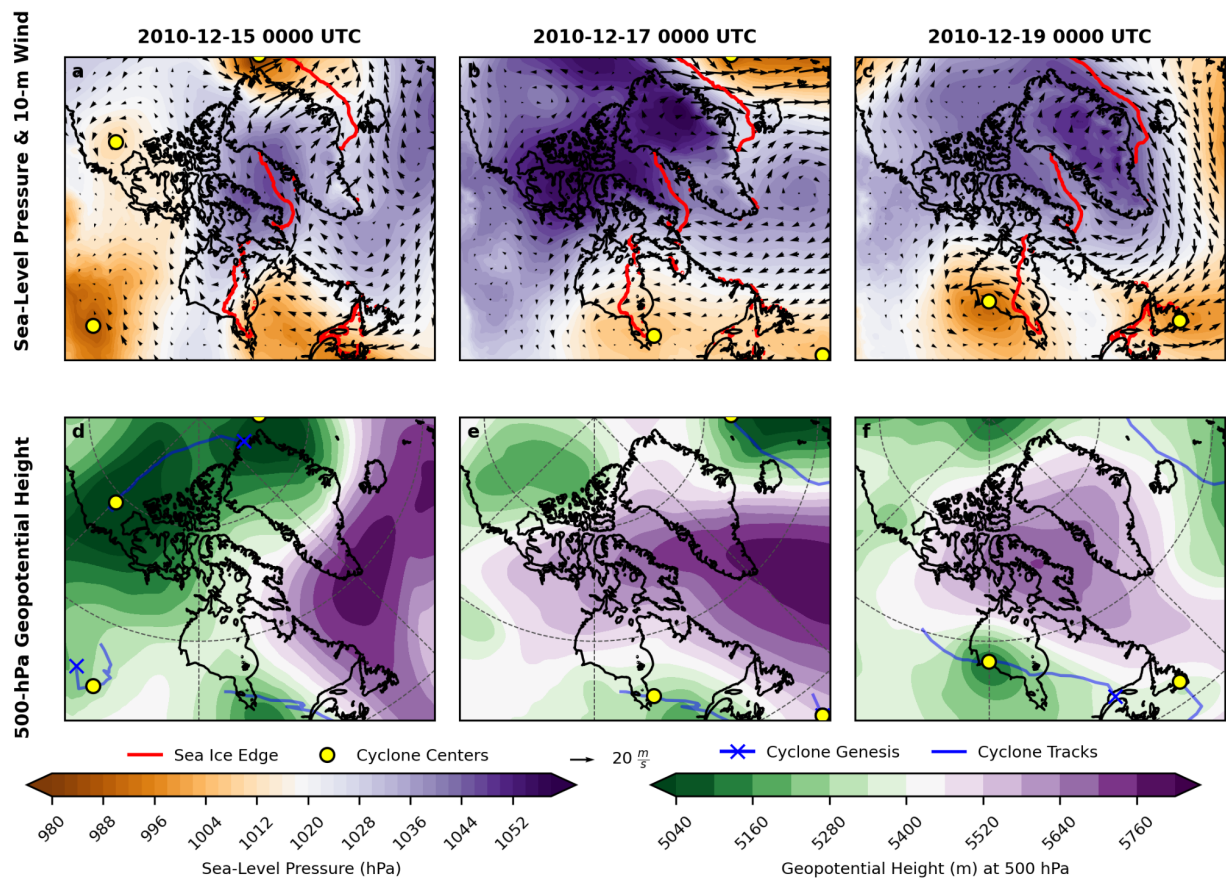 2010-12-15 0000 UTC
2010-12-17 0000 UTC
2010-12-19 0000 UTC
Sea-Level Pressure & 10-m Wind
a
b
c
500-hPa Geopotential Height
d
e
f
Sea Ice Edge
Cyclone Centers
20 m/s
Cyclone Genesis
Cyclone Tracks
980 988 996 1004 1012 1020 1028 1036 1044 1052
Sea-Level Pressure (hPa)
5040 5160 5280 5400 5520 5640 5760
Geopotential Height (m) at 500 hPa